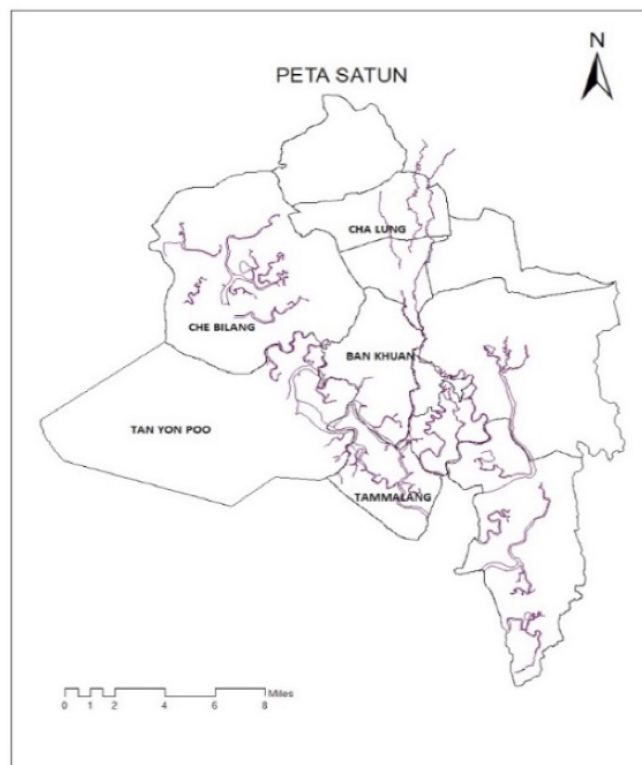 N
PETA SATUN
CHA LUNG
CHE BILANG
BAN KHUAN
TAN YON POO
TAMMALANG
Miles
0 1 2 4 6 8